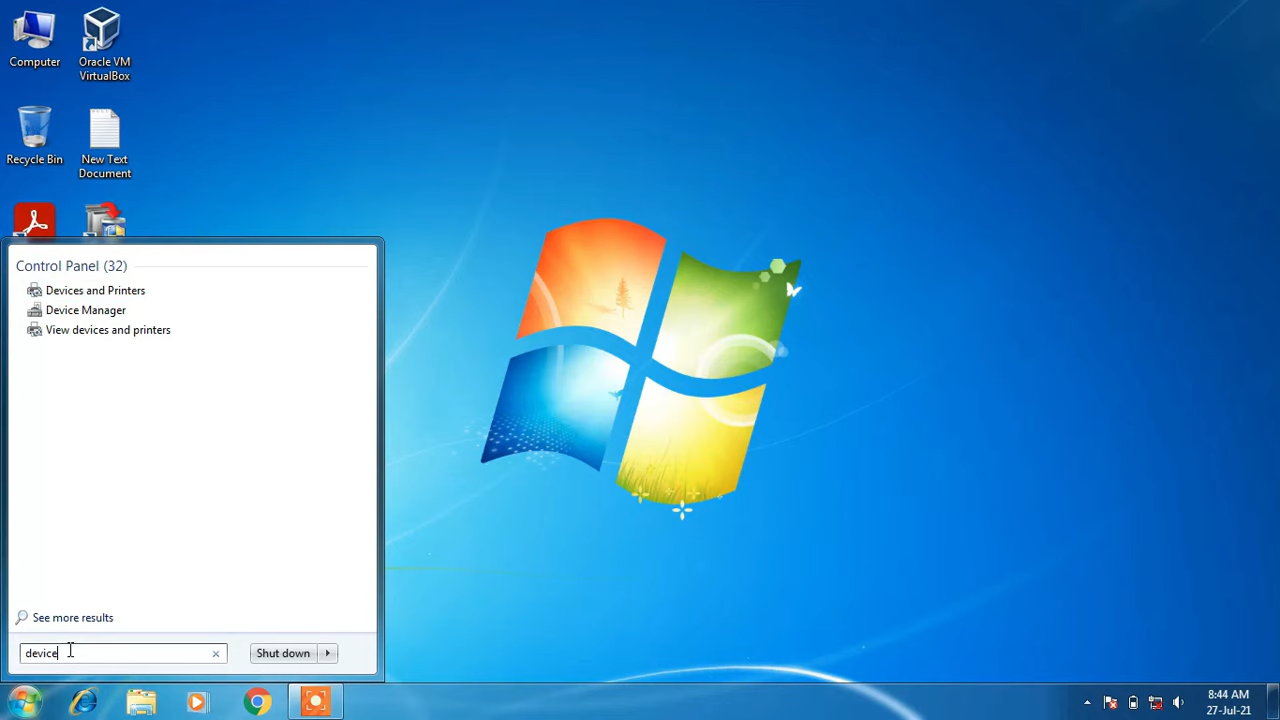 Computer
Oracle VM
VirtualBox
Recycle Bin
New Text
Document
Control Panel (32)
Devices and Printers
Device Manager
View devices and printers
See more results
device
Shut down
8:44 AM
27-Jul-21